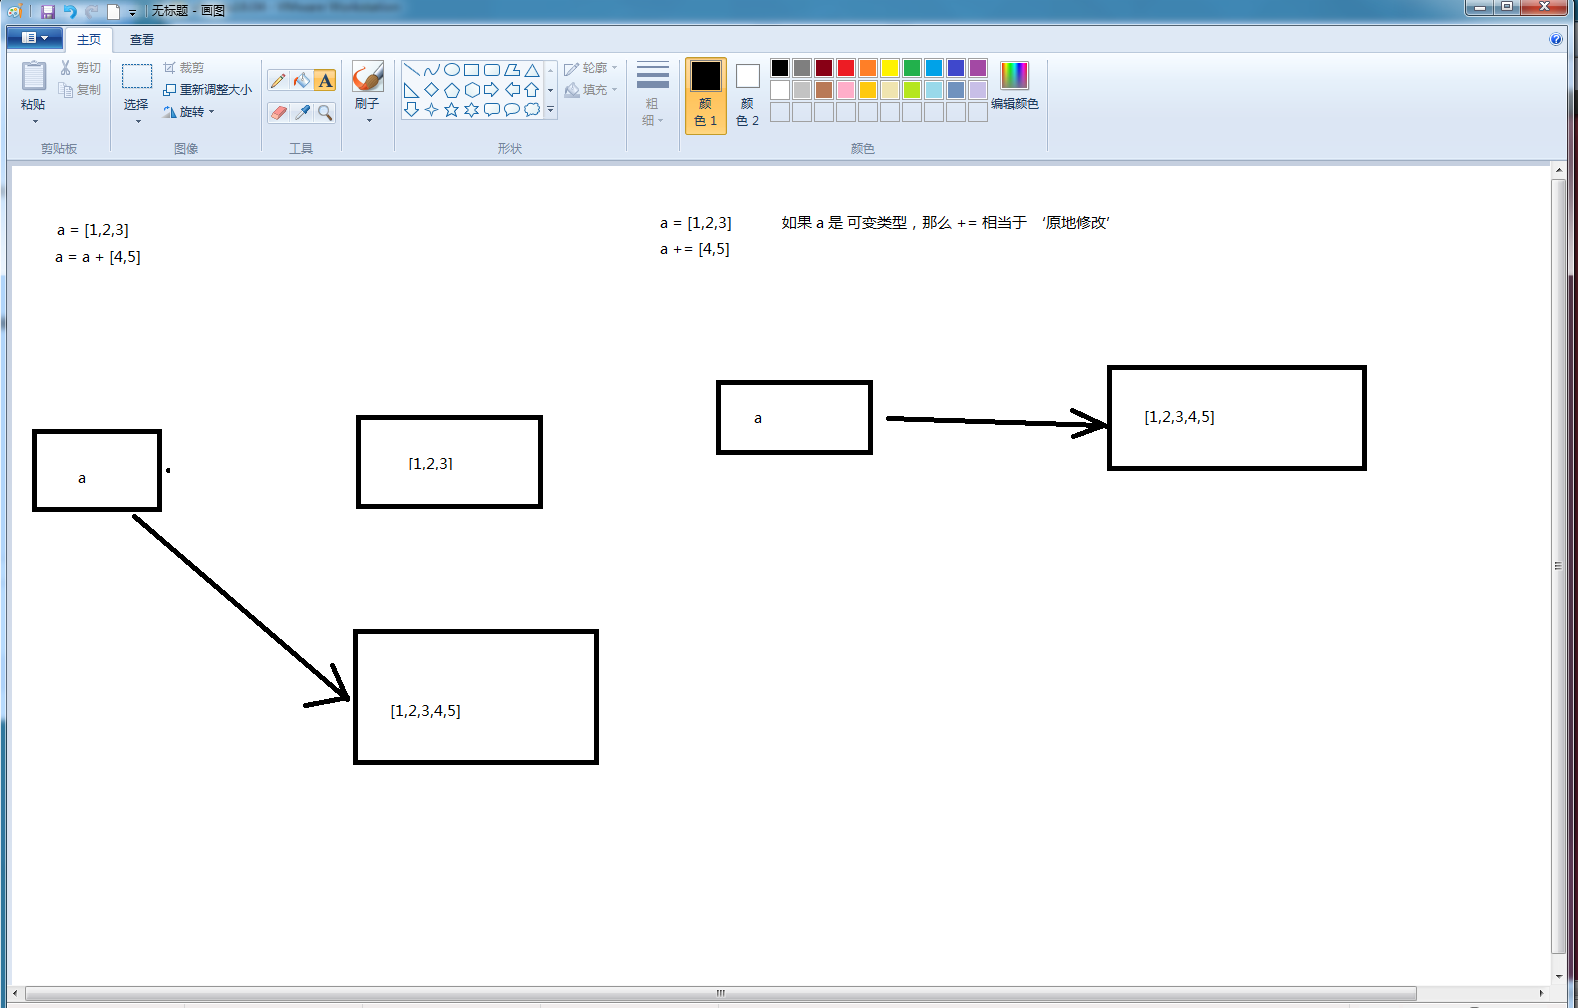 无标题 - 画图
主页 查看
粘贴
剪切
复制
剪贴板
选择
裁剪
重新调整大小
旋转
图像
A
工具
刷子
轮廓
填充
形状
粗
细
颜
色 1
颜
色 2
编辑颜色
颜色
a = [1,2,3]
a = a + [4,5]
a = [1,2,3] 如果 a 是 可变类型，那么 += 相当于 ‘原地修改’
a += [4,5]
a
[1,2,3]
[1,2,3,4,5]
a
[1,2,3,4,5]